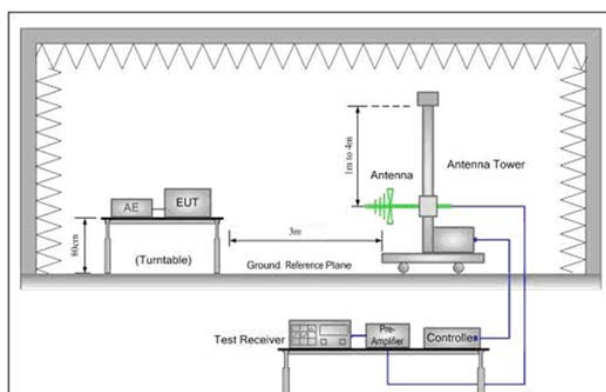 1m to 4m
Antenna
Antenna Tower
AE
EUT
80cm
(Turntable)
3m
Ground Reference Plane
Test Receiver
Pre-
Amplifier
Controller